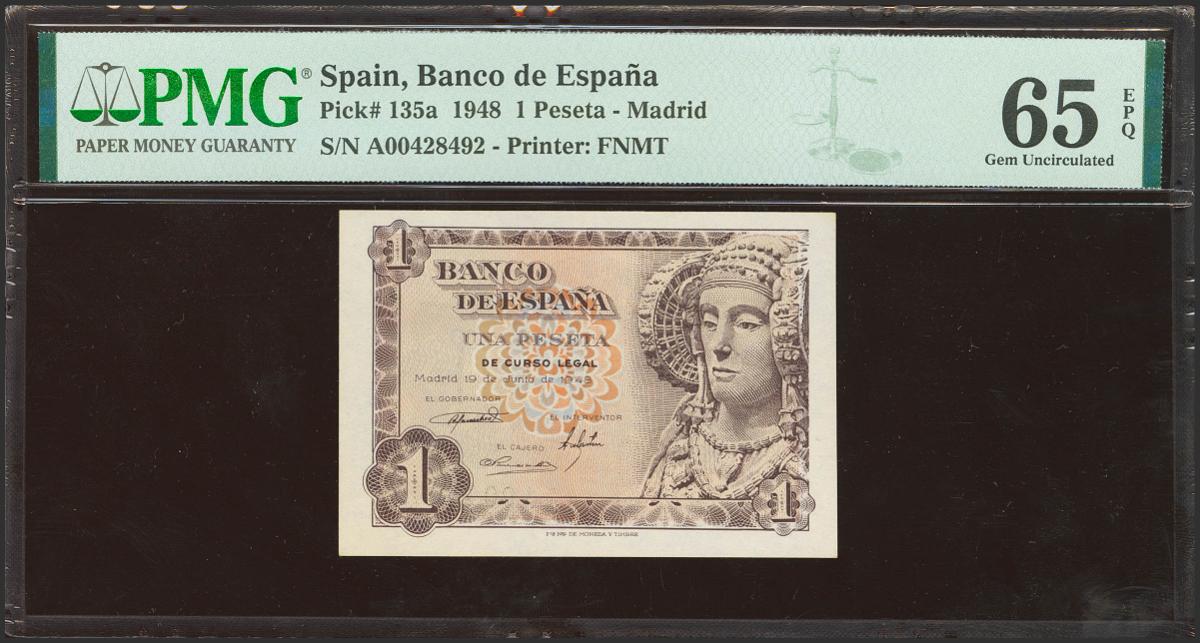 PMG®
PAPER MONEY GUARANTY
Spain, Banco de España
Pick# 135a 1948 1 Peseta - Madrid
S/N A00428492 - Printer: FNMT
65
EPQ
Gem Uncirculated
1
BANCO
DE ESPAÑA
UNA PESETA
DE CURSO LEGAL
Madrid 19 de Junio de 1948
EL GOBERNADOR
EL INTERVENTOR
EL CAJERO
1
1
DE MONEDA Y TIMBRE